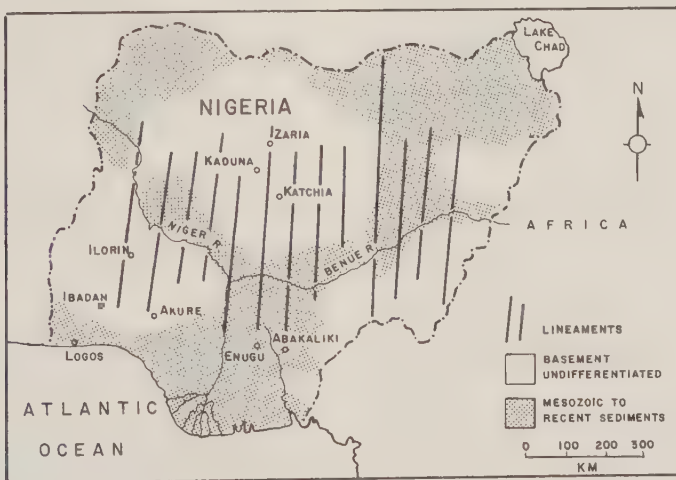 LAKE
CHAD
NIGERIA
N
IZARIA
KADUNA
KATCHIA
NIGER R.
BENUE R.
AFRICA
ILORIN
IBADAN
AKURE
LOGOS
ENUGU
ABAKALIKI
ATLANTIC
OCEAN
LINEAMENTS
BASEMENT
UNDIFFERENTIATED
MESOZOIC TO
RECENT SEDIMENTS
0 100 200 300
KM